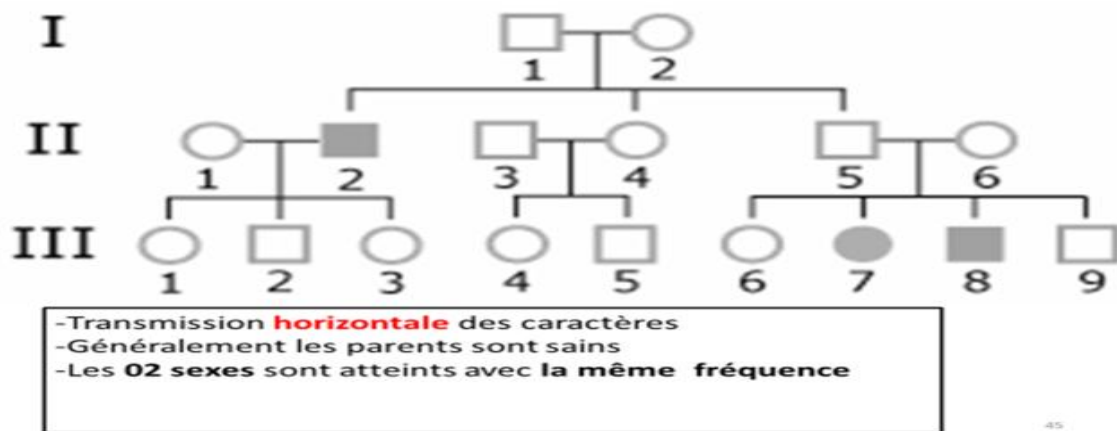 I
1 2
II
1 2 3 4 5 6
III
1 2 3 4 5 6 7 8 9
-Transmission horizontale des caractères
-Généralement les parents sont sains
-Les 02 sexes sont atteints avec la même fréquence
45